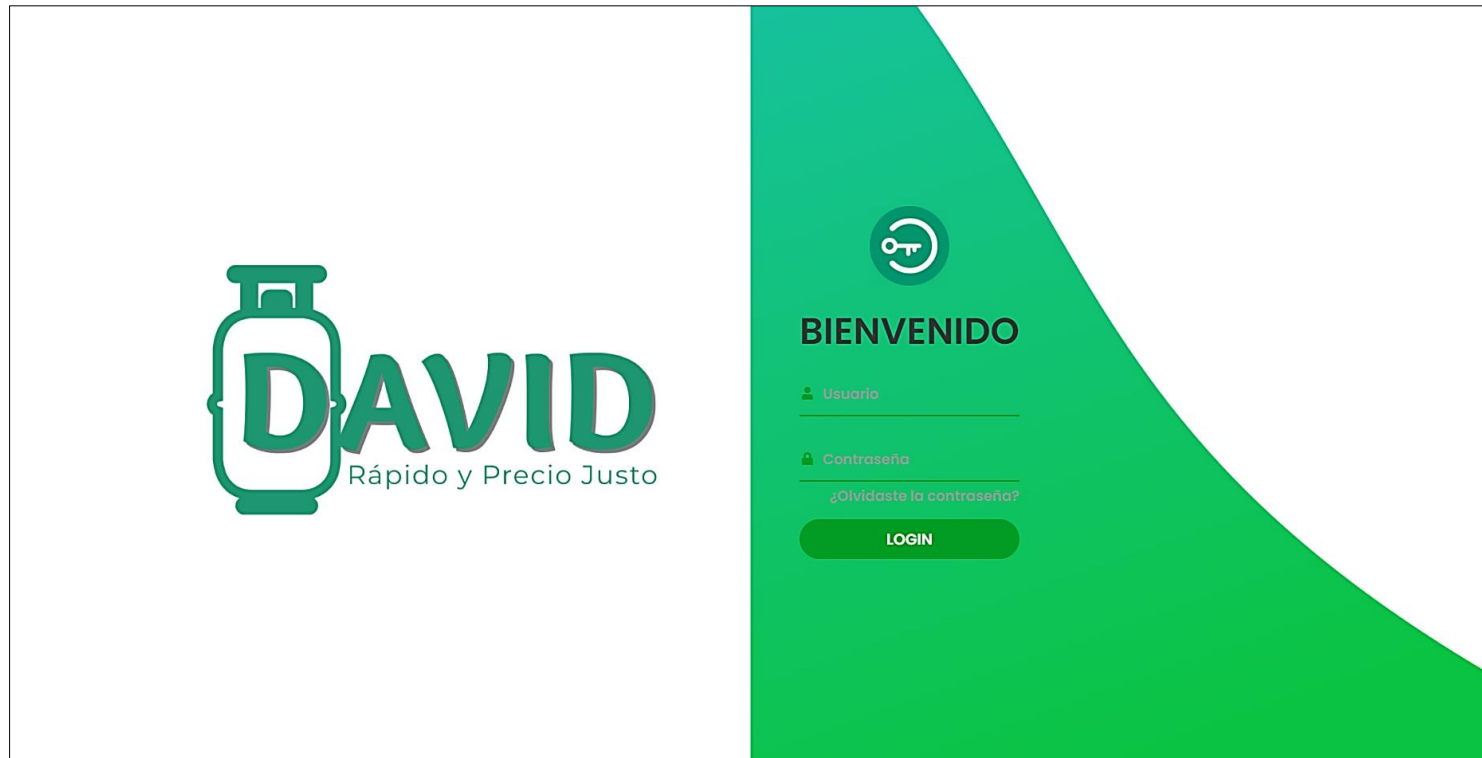 DAVID
Rápido y Precio Justo
BIENVENIDO
Usuario
Contraseña
¿Olvidaste la contraseña?
LOGIN